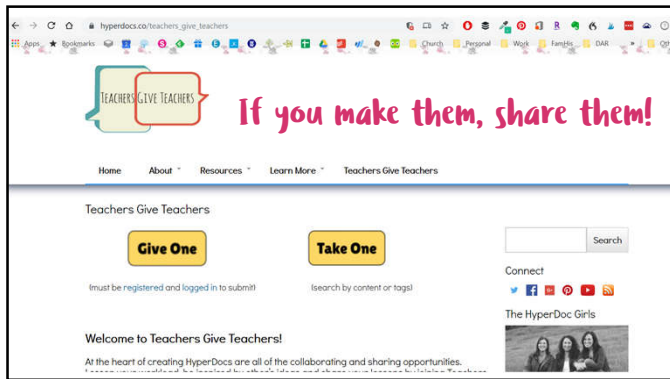 hyperdocs.co/teachers_give_teachers
Apps Bookmarks Church Personal Work FamHis DAR
TEACHERS GIVE TEACHERS
If you make them, share them!
Home About Resources Learn More Teachers Give Teachers
Teachers Give Teachers
Give One Take One
Search
(must be registered and logged in to submit) (search by content or tags)
Connect
The HyperDoc Girls
Welcome to Teachers Give Teachers!
At the heart of creating HyperDocs are all of the collaborating and sharing opportunities.